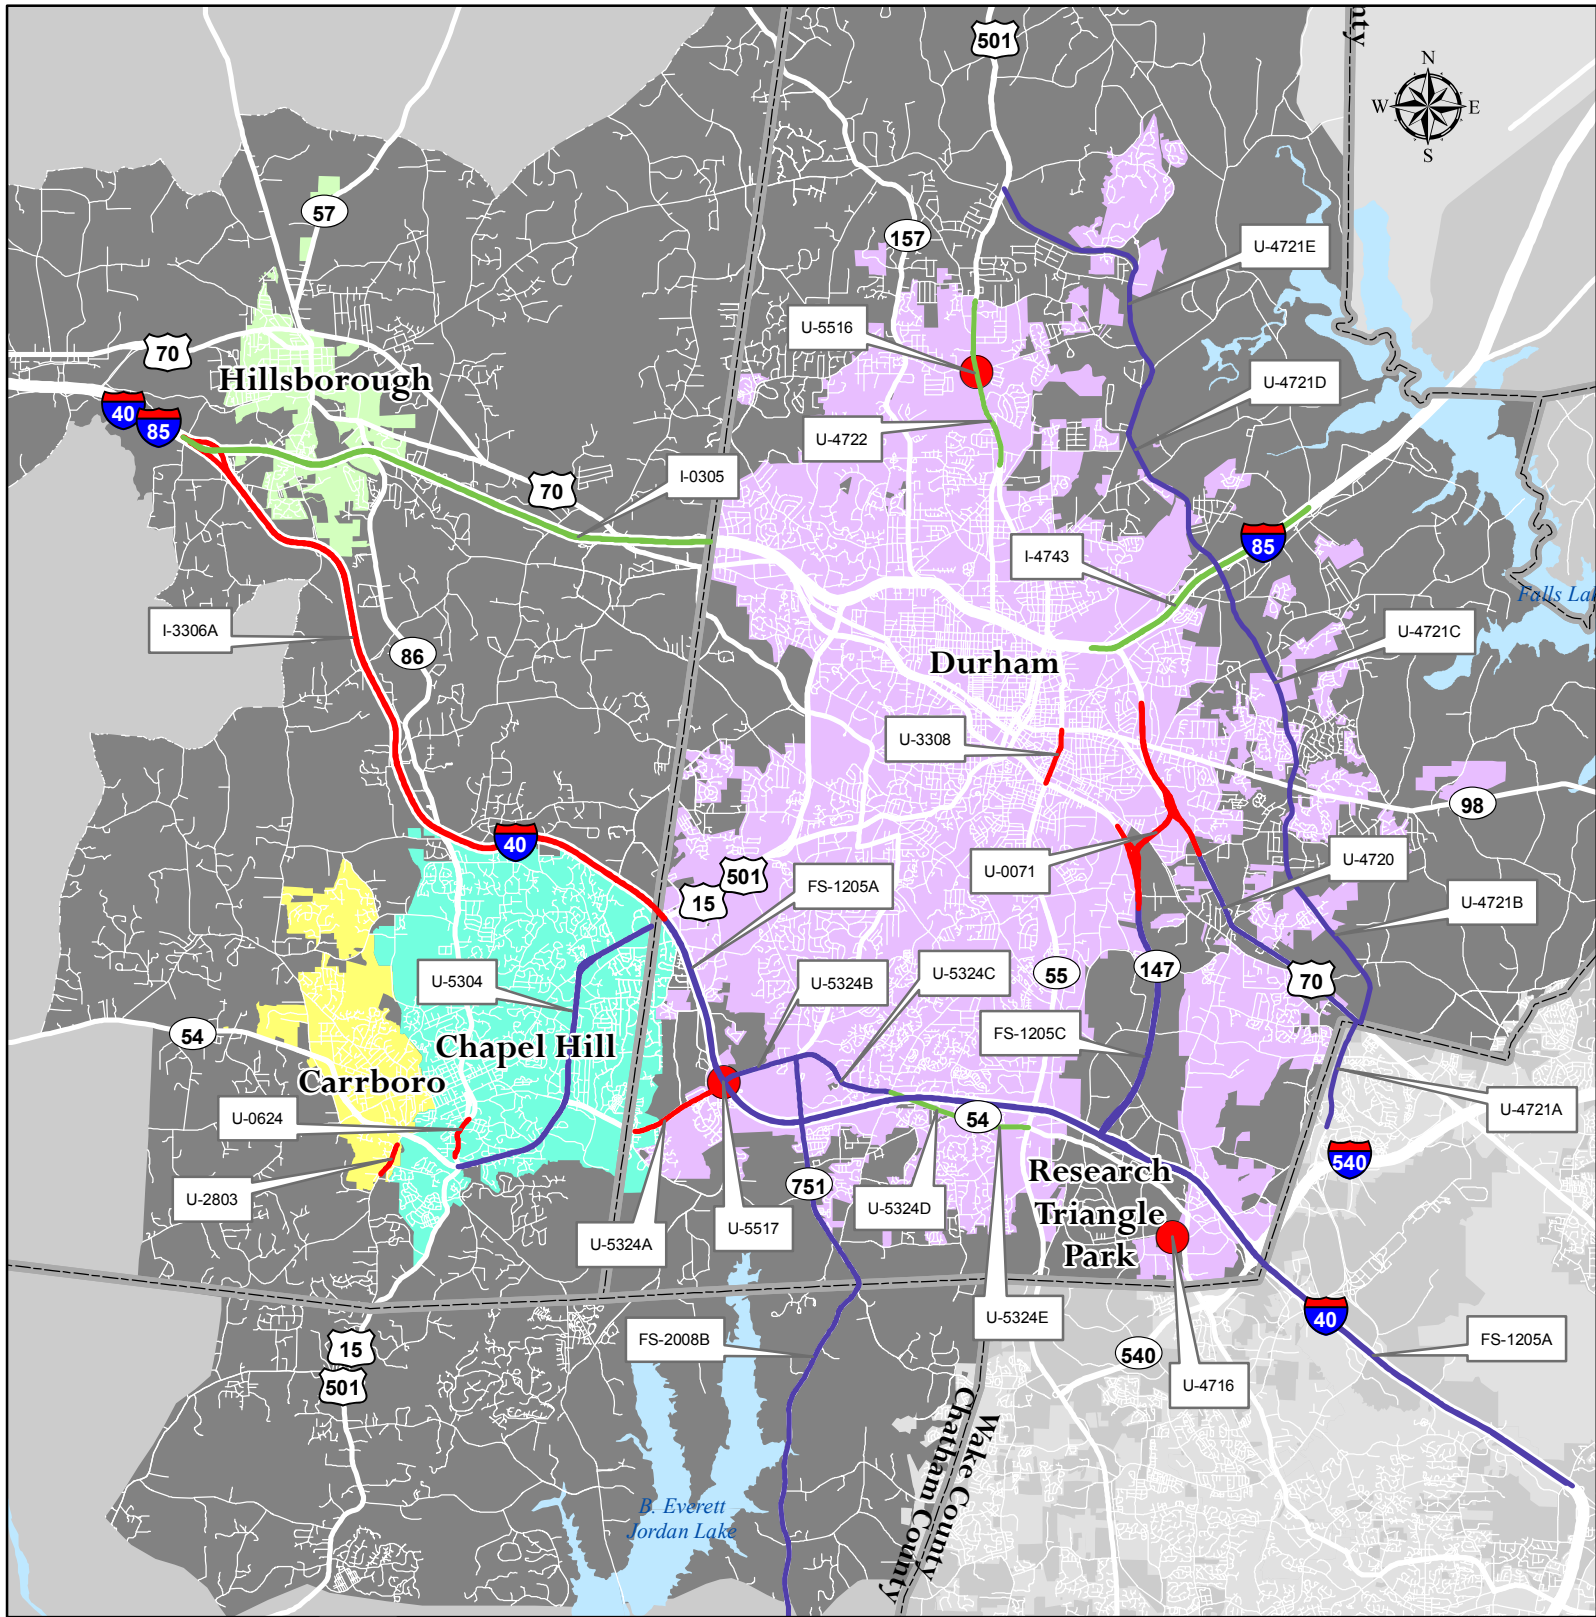 501
nty
N
W
E
S
57
157
U-4721E
U-5516
70
Hillsborough
U-4721D
40
85
U-4722
I-0305
70
I-4743
85
Falls La
I-3306A
86
U-4721C
Durham
U-3308
98
40
U-4720
501
15
FS-1205A
U-0071
U-4721B
U-5304
U-5324B
U-5324C
55
147
70
54
Chapel Hill
FS-1205C
Carrboro
U-0624
54
U-4721A
540
U-2803
751
Research
Triangle
Park
U-5324A
U-5517
U-5324D
U-5324E
40
15
501
FS-2008B
540
FS-1205A
U-4716
Wake County
Chatham County
B. Everett
Jordan Lake